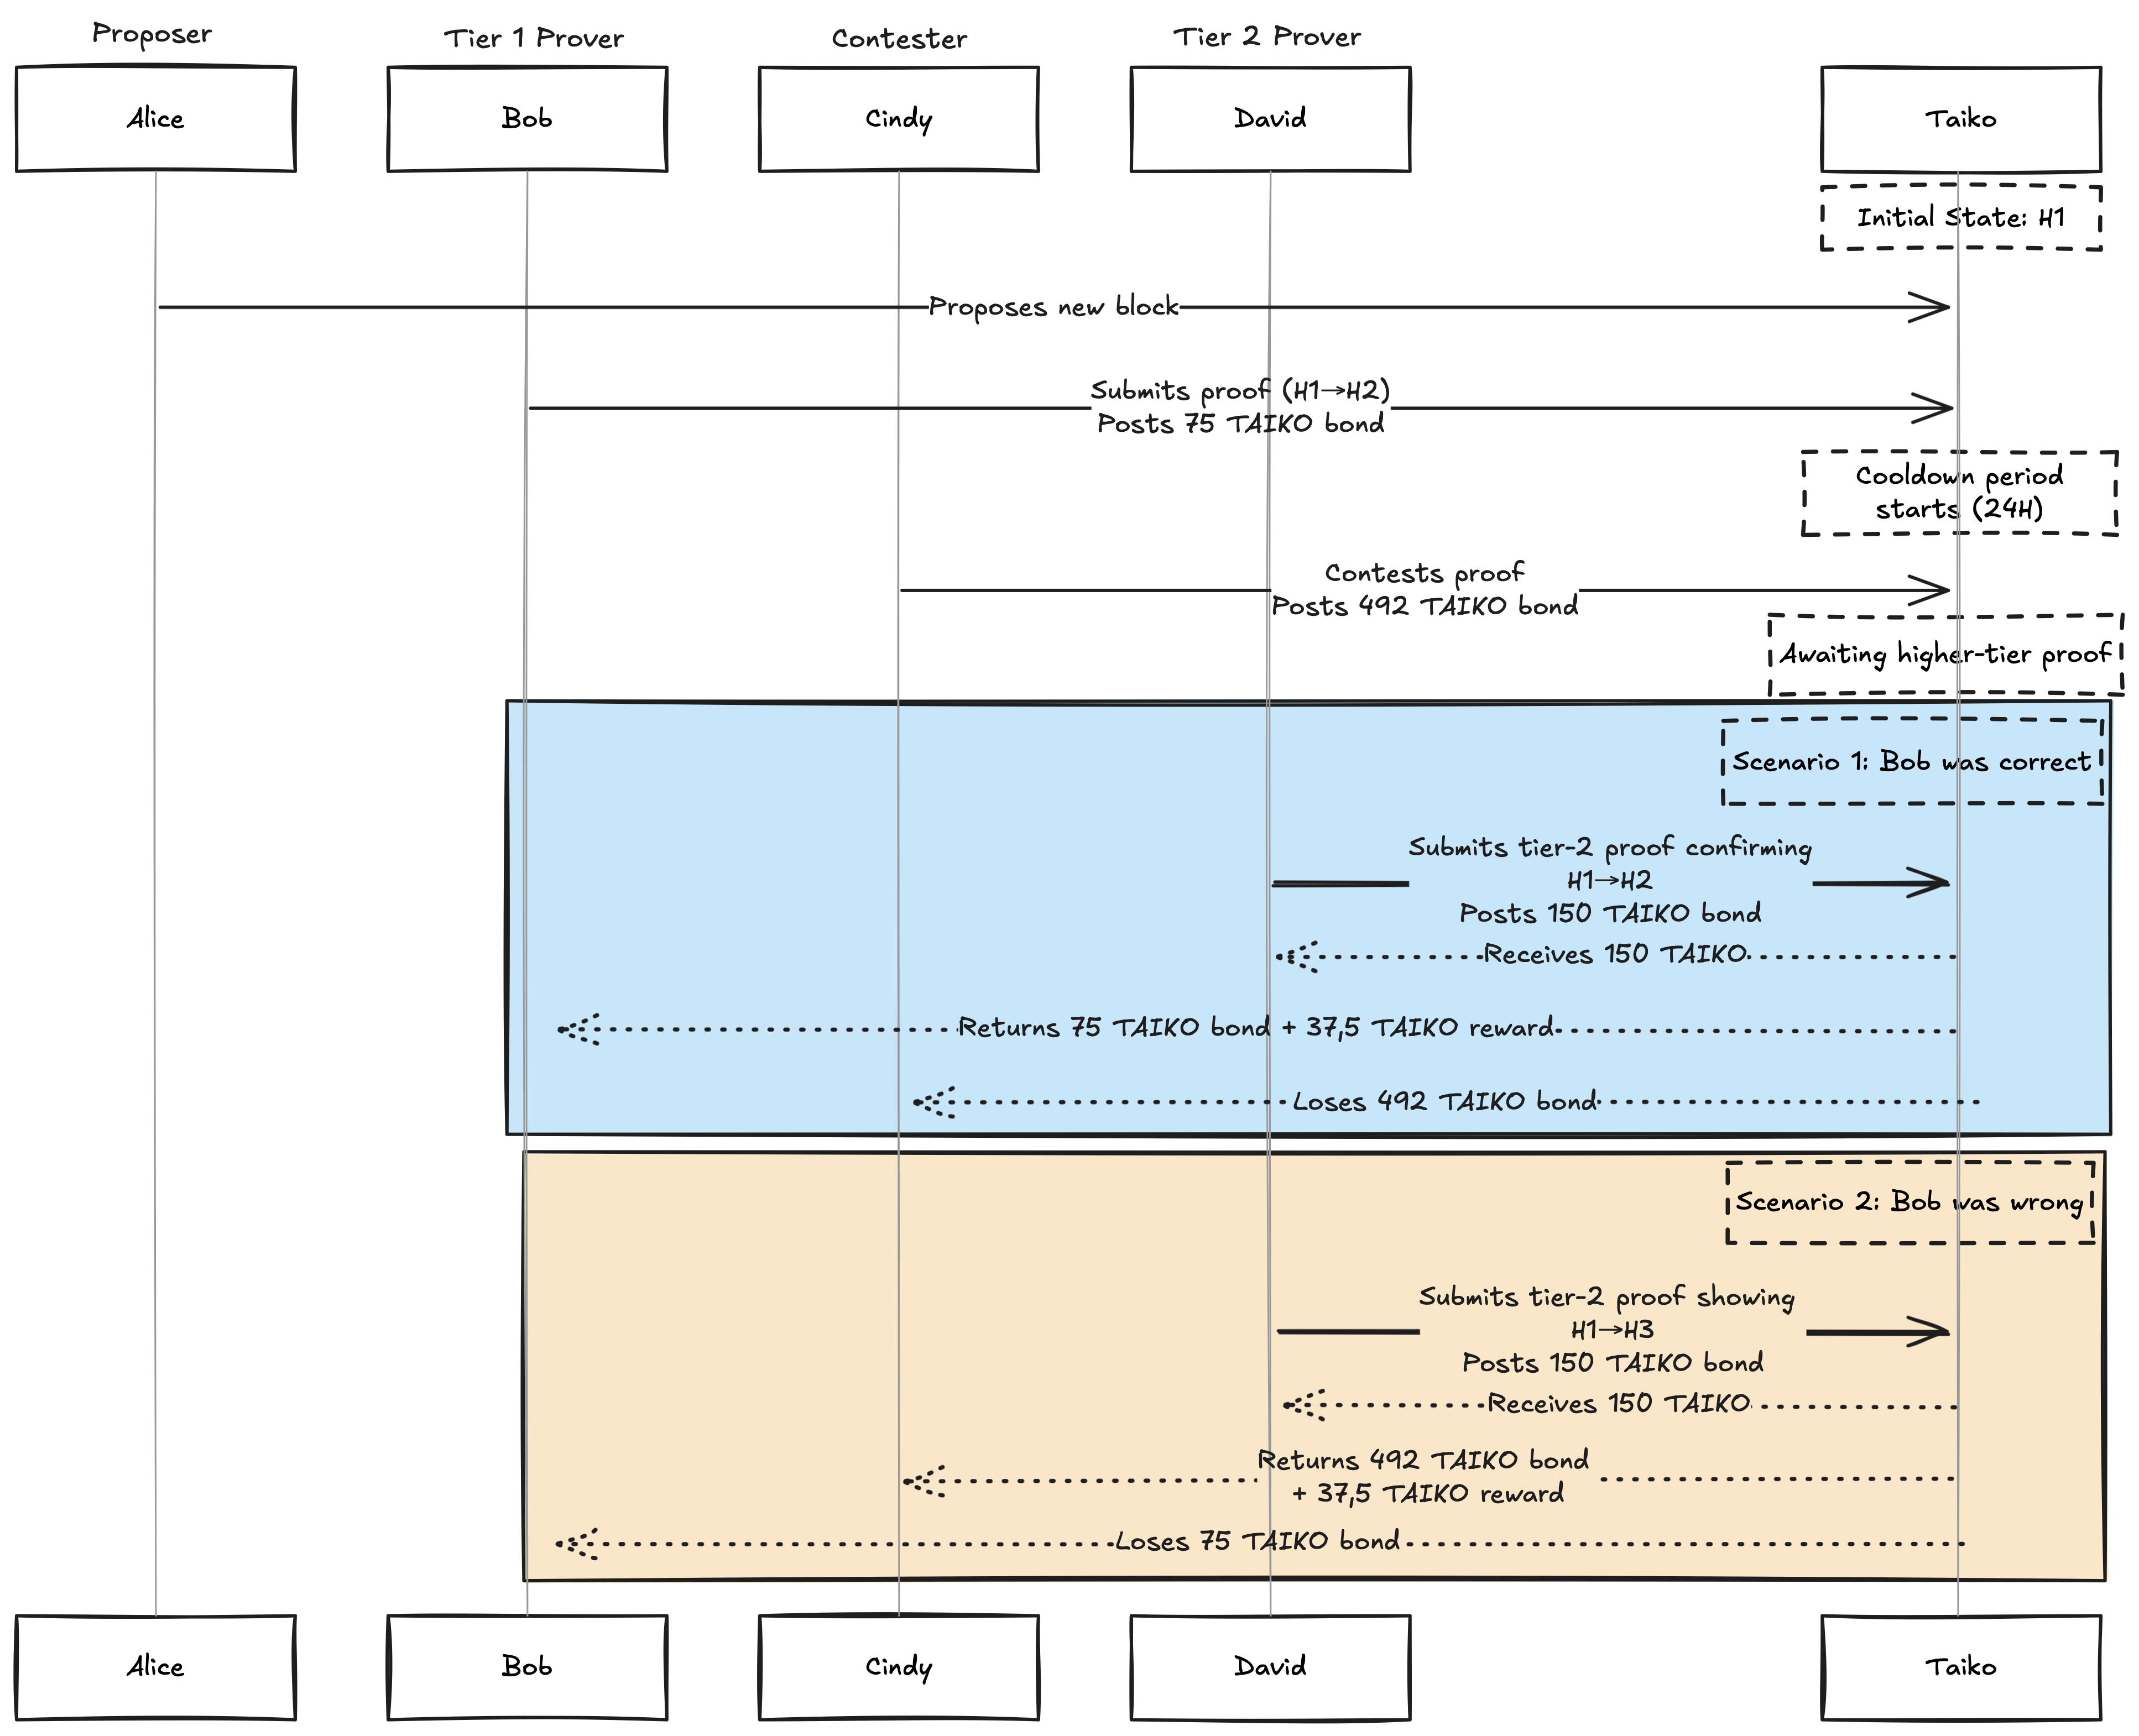 Proposer
Tier 1 Prover
Contester
Tier 2 Prover
Alice
Bob
Cindy
David
Taiko
Initial State: H1
Proposes new block
Submits proof (H1→H2)
Posts 75 TAIKO bond
Cooldown period
starts (24H)
Contests proof
Posts 492 TAIKO bond
Awaiting higher-tier proof
Scenario 1: Bob was correct
Submits tier-2 proof confirming
H1→H2
Posts 150 TAIKO bond
Receives 150 TAIKO
Returns 75 TAIKO bond + 37,5 TAIKO reward
Loses 492 TAIKO bond
Scenario 2: Bob was wrong
Submits tier-2 proof showing
H1→H3
Posts 150 TAIKO bond
Receives 150 TAIKO
Returns 492 TAIKO bond
+ 37,5 TAIKO reward
Loses 75 TAIKO bond
Alice
Bob
Cindy
David
Taiko